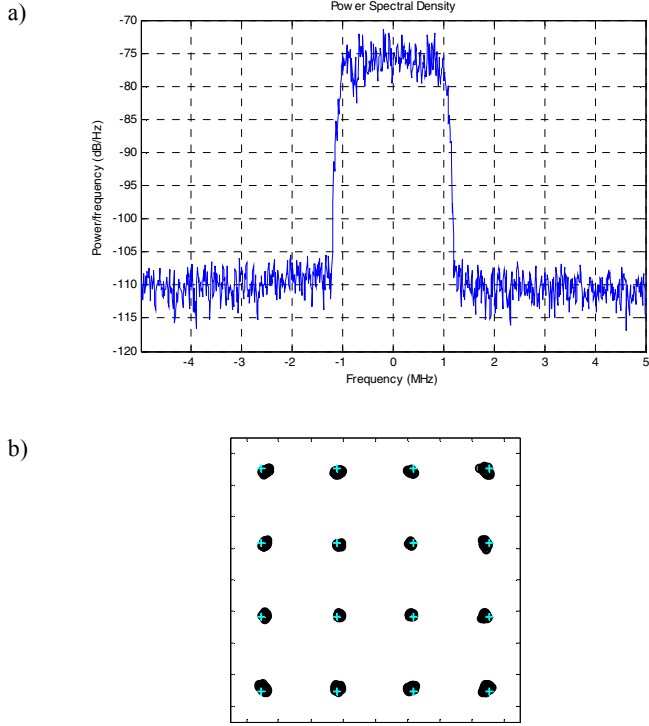 a)
Power Spectral Density
Power/frequency (dB/Hz)
-70
-75
-80
-85
-90
-95
-100
-105
-110
-115
-120
-4 -3 -2 -1 0 1 2 3 4 5
Frequency (MHz)
b)